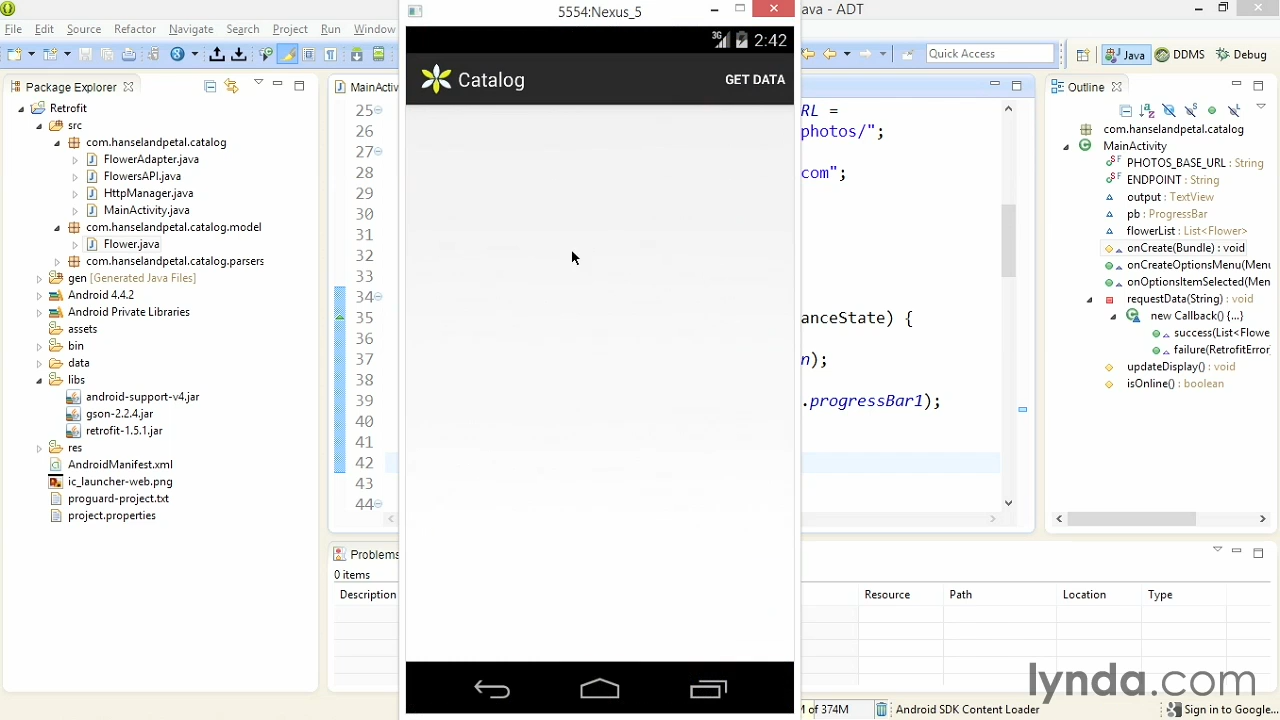 5554:Nexus_5
ava - ADT
File Edit Source Refactor Navigate Search Project Run Window
Quick Access
Java
DDMS
Java EE
Package Explorer
Retrofit
src
com.hanselandpetal.catalog
FlowerAdapter.java
FlowersAPI.java
HttpManager.java
MainActivity.java
com.hanselandpetal.catalog.model
Flower.java
com.hanselandpetal.catalog.parsers
gen [Generated Java Files]
Android 4.4.2
Android Private Libraries
assets
bin
data
libs
android-support-v4.jar
gson-2.2.4.jar
retrofit-1.5.1.jar
res
AndroidManifest.xml
ic_launcher-web.png
proguard-project.txt
project.properties
MainActiv
25
26
27
28
29
30
31
32
33
34
35
36
37
38
39
40
41
42
43
44
3G
2:42
Catalog
GET DATA
RL =
photos/";
com";
anceState) {
);
.progressBar1);
Outline
com.hanselandpetal.catalog
MainActivity
PHOTOS_BASE_URL : String
ENDPOINT : String
output : TextView
pb : ProgressBar
flowerList : List<Flower>
onCreate(Bundle) : void
onCreateOptionsMenu(Menu
onOptionsItemSelected(Men
requestData(String) : void
new Callback() {...}
success(List<Flowe
failure(RetrofitError
updateDisplay() : void
isOnline() : boolean
Problems
0 items
Description
Resource
Path
Location
Type
M of 374M
Android SDK Content Loader
Sign in to Google...
lynda.com